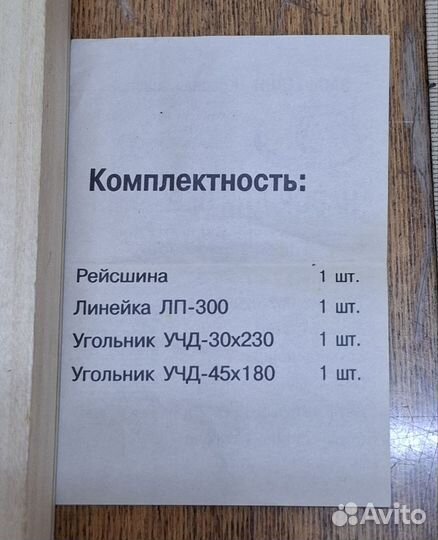 Комплектность:
Рейсшина 1 шт.
Линейка ЛП-300 1 шт.
Угольник УЧД-30х230 1 шт.
Угольник УЧД-45х180 1 шт.
Avito